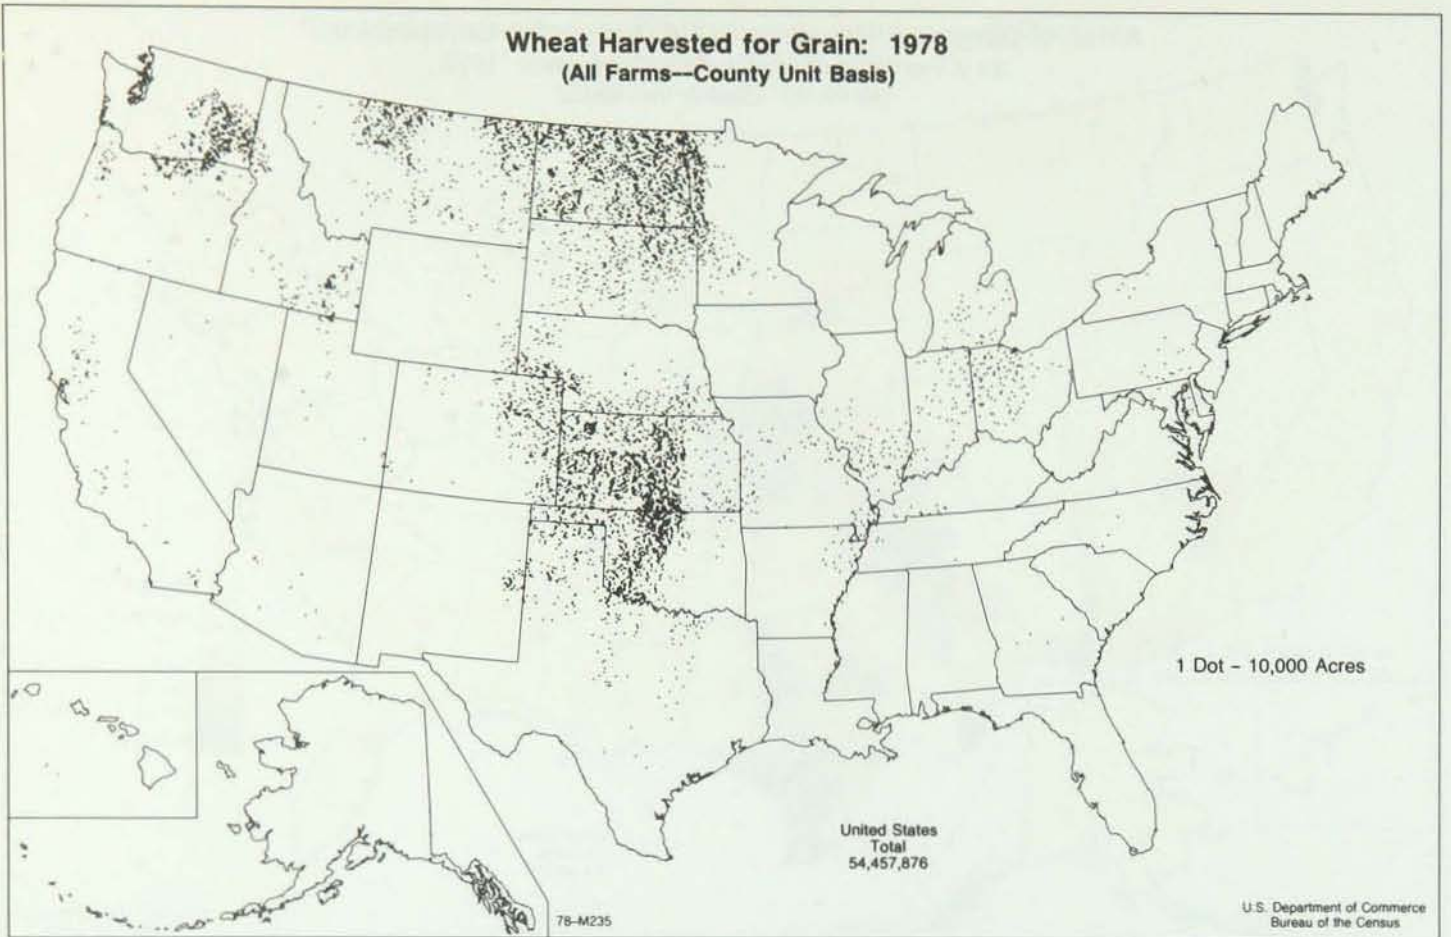 Wheat Harvested for Grain: 1978
(All Farms--County Unit Basis)
1 Dot - 10,000 Acres
United States
Total
54,457,876
78-M235
U.S. Department of Commerce
Bureau of the Census